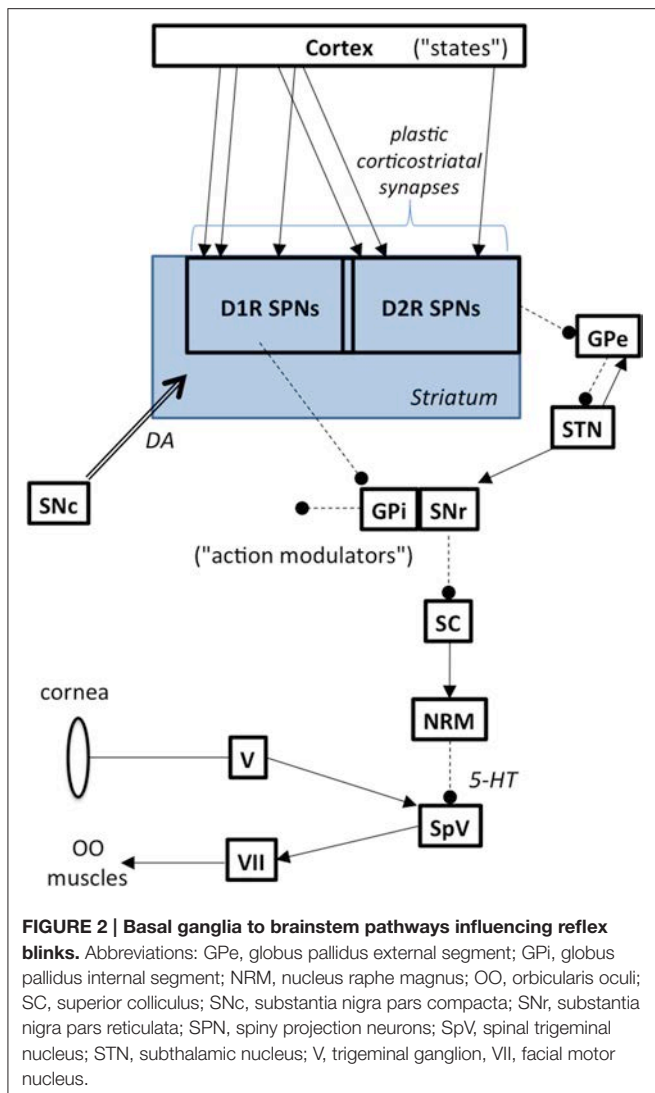 Cortex ("states")
plastic
corticostriatal
synapses
D1R SPNs
D2R SPNs
GPe
Striatum
STN
DA
SNc
GPi
SNr
("action modulators")
SC
cornea
NRM
V
5-HT
SpV
OO
muscles
VII
FIGURE 2 | Basal ganglia to brainstem pathways influencing reflex
blinks. Abbreviations: GPe, globus pallidus external segment; GPi, globus
pallidus internal segment; NRM, nucleus raphe magnus; OO, orbicularis oculi;
SC, superior colliculus; SNc, substantia nigra pars compacta; SNr, substantia
nigra pars reticulata; SPN, spiny projection neurons; SpV, spinal trigeminal
nucleus; STN, subthalamic nucleus; V, trigeminal ganglion, VII, facial motor
nucleus.